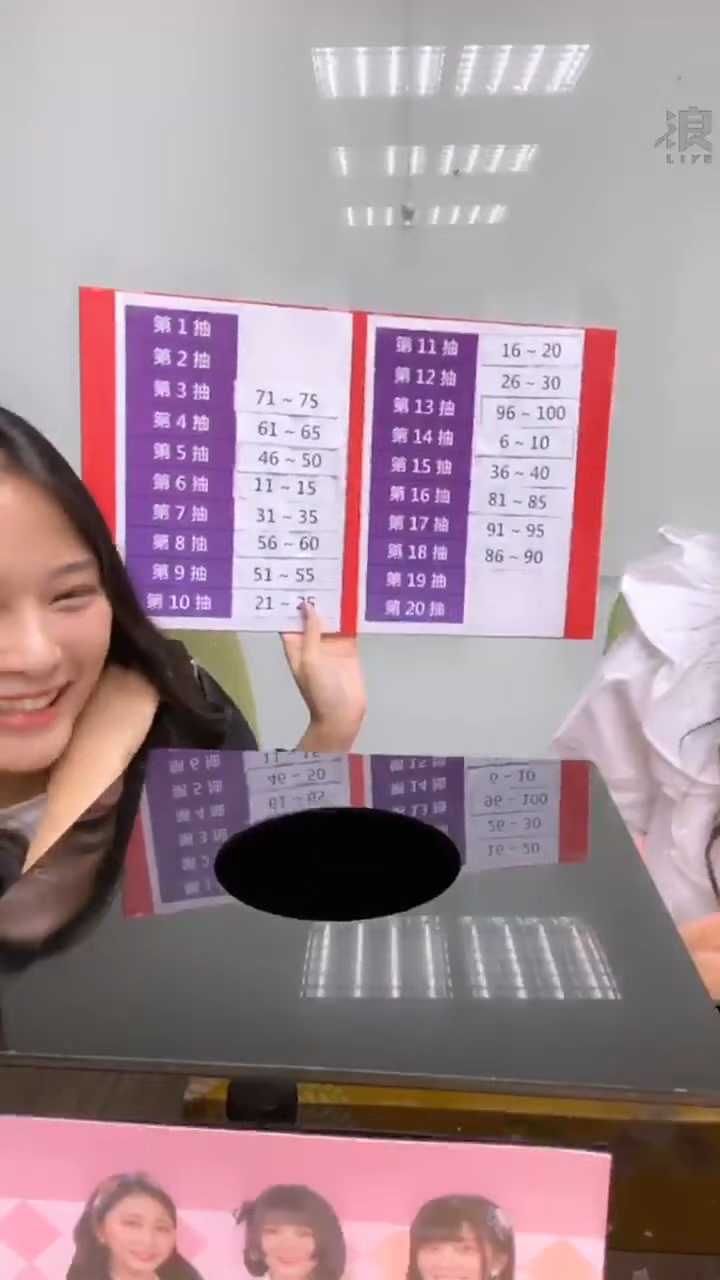 浪
LIVE
第 1 抽
第 2 抽
第 3 抽 71 ~ 75
第 4 抽 61 ~ 65
第 5 抽 46 ~ 50
第 6 抽 11 ~ 15
第 7 抽 31 ~ 35
第 8 抽 56 ~ 60
第 9 抽 51 ~ 55
第 10 抽 21 ~ 25
第 11 抽 16 ~ 20
第 12 抽 26 ~ 30
第 13 抽 96 ~ 100
第 14 抽 6 ~ 10
第 15 抽 36 ~ 40
第 16 抽 81 ~ 85
第 17 抽 91 ~ 95
第 18 抽 86 ~ 90
第 19 抽
第 20 抽